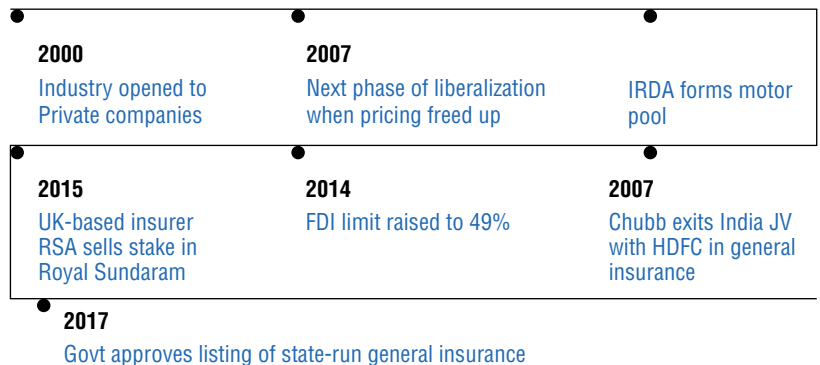 2000
Industry opened to
Private companies
2007
Next phase of liberalization
when pricing freed up
IRDA forms motor
pool
2015
UK-based insurer
RSA sells stake in
Royal Sundaram
2014
FDI limit raised to 49%
2007
Chubb exits India JV
with HDFC in general
insurance
2017
Govt approves listing of state-run general insurance